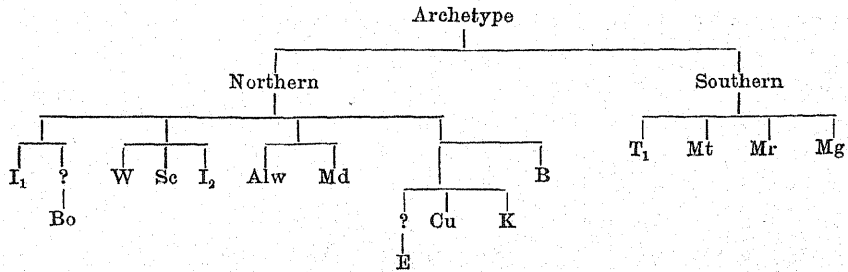 Archetype
Northern Southern
I₁ ? W Sc I₂ Alw Md B T₁ Mt Mr Mg
Bo ? Cu K
E